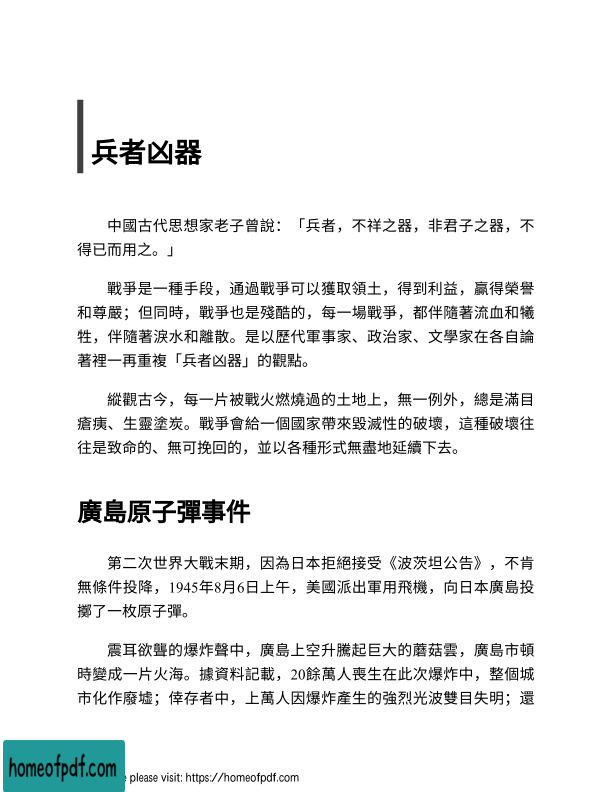 兵者凶器
中國古代思想家老子曾說：「兵者，不祥之器，非君子之器，不
得已而用之。」
戰爭是一種手段，通過戰爭可以獲取領土，得到利益，贏得榮譽
和尊嚴；但同時，戰爭也是殘酷的，每一場戰爭，都伴隨著流血和犧
牲，伴隨著淚水和離散。是以歷代軍事家、政治家、文學家在各自論
著裡一再重複「兵者凶器」的觀點。
縱觀古今，每一片被戰火燃燒過的土地上，無一例外，總是滿目
瘡痍、生靈塗炭。戰爭會給一個國家帶來毀滅性的破壞，這種破壞往
往是致命的、無可挽回的，並以各種形式無盡地延續下去。
廣島原子彈事件
第二次世界大戰末期，因為日本拒絕接受《波茨坦公告》，不肯
無條件投降，1945年8月6日上午，美國派出軍用飛機，向日本廣島投
擲了一枚原子彈。
震耳欲聾的爆炸聲中，廣島上空升騰起巨大的蘑菇雲，廣島市頓
時變成一片火海。據資料記載，20餘萬人喪生在此次爆炸中，整個城
市化作廢墟；倖存者中，上萬人因爆炸產生的強烈光波雙目失明；還
homeofpdf.com
please visit: https://homeofpdf.com